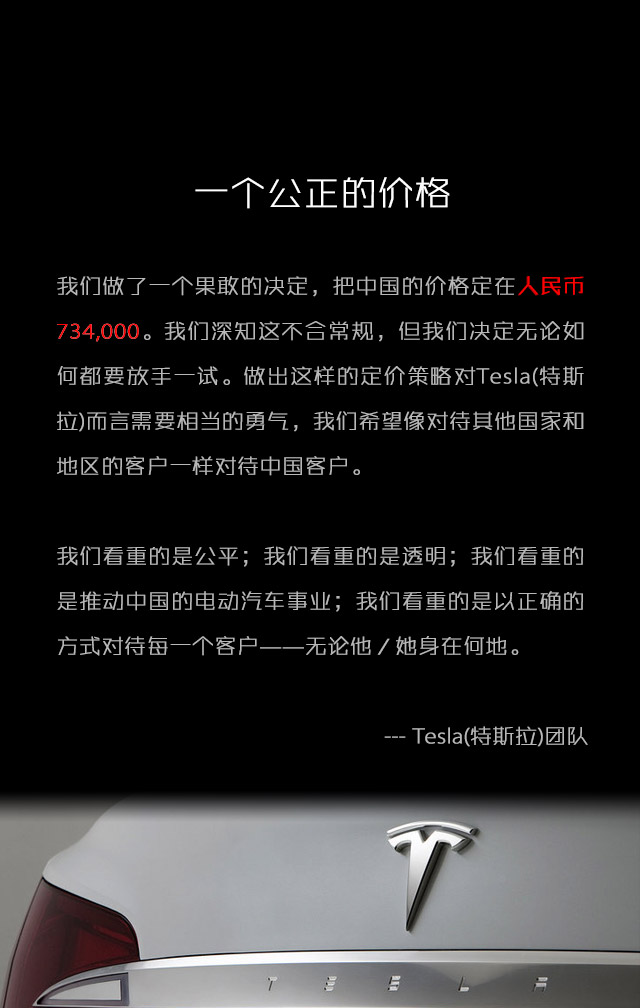 一个公正的价格
我们做了一个果敢的决定，把中国的价格定在人民币
734,000。我们深知这不合常规，但我们决定无论如
何都要放手一试。做出这样的定价策略对Tesla(特斯
拉)而言需要相当的勇气，我们希望像对待其他国家和
地区的客户一样对待中国客户。
我们看重的是公平；我们看重的是透明；我们看重的
是推动中国的电动汽车事业；我们看重的是以正确的
方式对待每一个客户——无论他／她身在何地。
--- Tesla(特斯拉)团队
TESLA